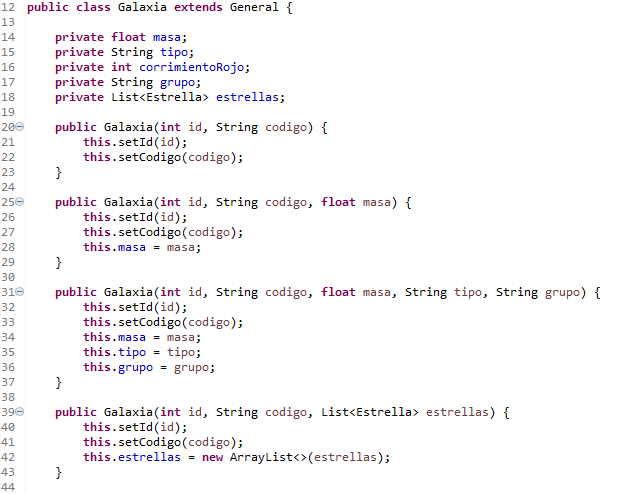 12 public class Galaxia extends General {
13
14     private float masa;
15     private String tipo;
16     private int corrimientoRojo;
17     private String grupo;
18     private List<Estrella> estrellas;
19
20     public Galaxia(int id, String codigo) {
21         this.setId(id);
22         this.setCodigo(codigo);
23     }
24
25     public Galaxia(int id, String codigo, float masa) {
26         this.setId(id);
27         this.setCodigo(codigo);
28         this.masa = masa;
29     }
30
31     public Galaxia(int id, String codigo, float masa, String tipo, String grupo) {
32         this.setId(id);
33         this.setCodigo(codigo);
34         this.masa = masa;
35         this.tipo = tipo;
36         this.grupo = grupo;
37     }
38
39     public Galaxia(int id, String codigo, List<Estrella> estrellas) {
40         this.setId(id);
41         this.setCodigo(codigo);
42         this.estrellas = new ArrayList<>(estrellas);
43     }
44